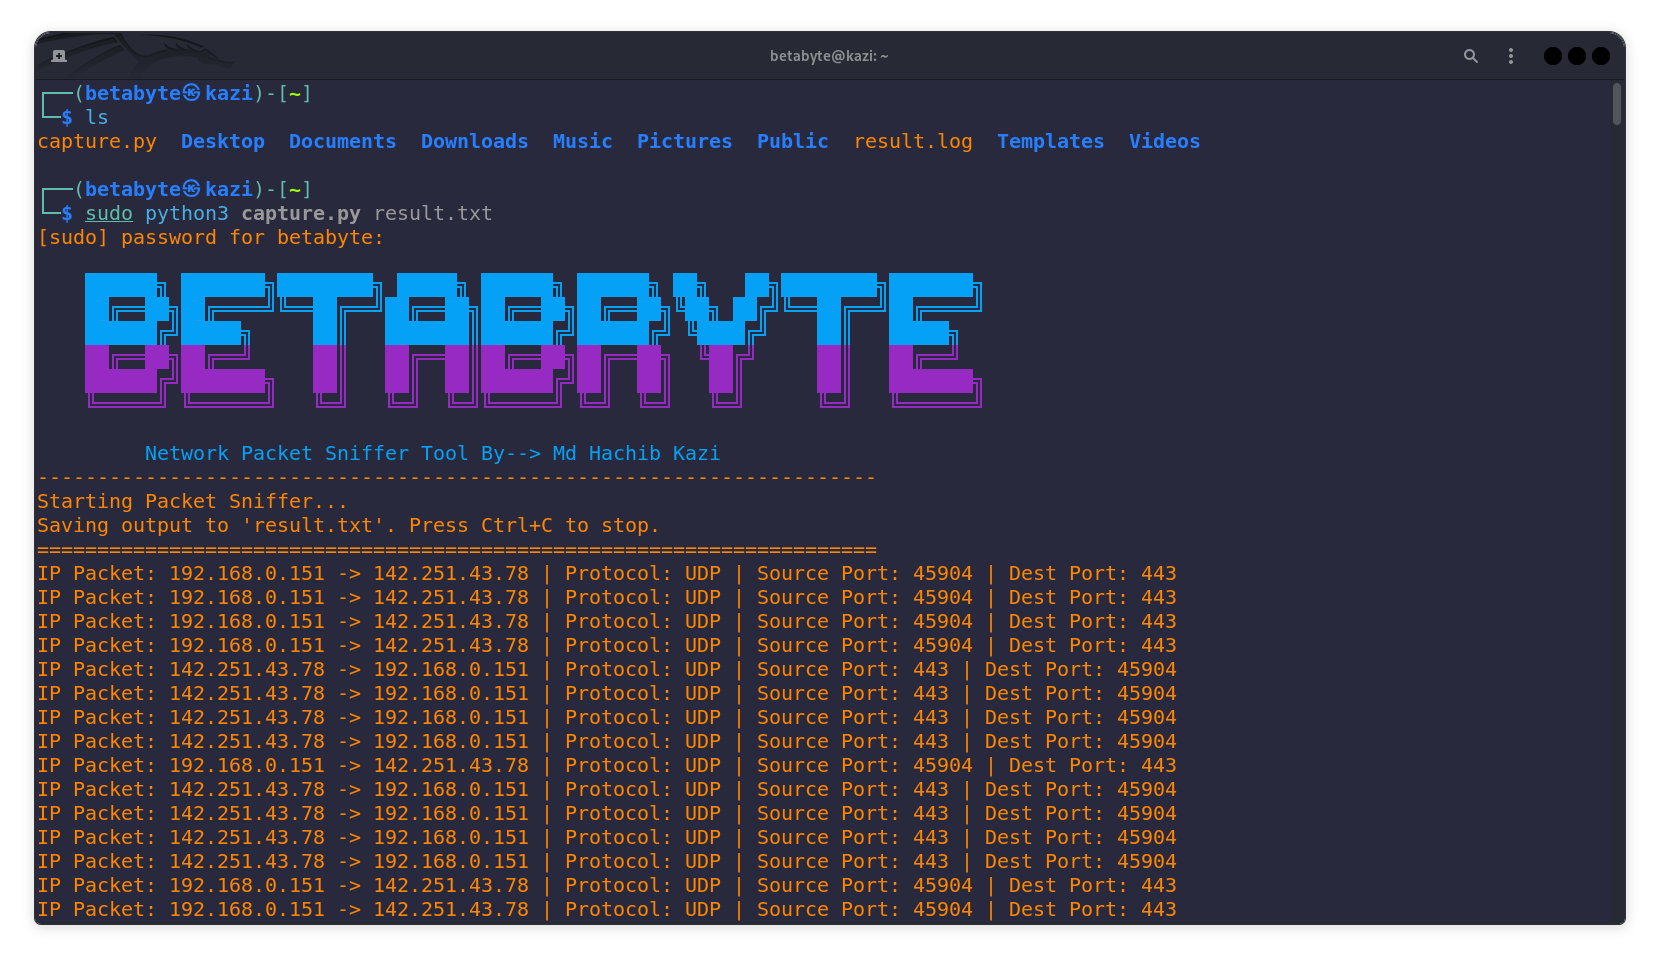 betabyte@kazi: ~
┌──(betabyte㉿kazi)-[~]
└─$ ls
capture.py  Desktop  Documents  Downloads  Music  Pictures  Public  result.log  Templates  Videos
┌──(betabyte㉿kazi)-[~]
└─$ sudo python3 capture.py result.txt
[sudo] password for betabyte:
BETABAYTE
Network Packet Sniffer Tool By--> Md Hachib Kazi
----------------------------------------------------------------------
Starting Packet Sniffer...
Saving output to 'result.txt'. Press Ctrl+C to stop.
======================================================================
IP Packet: 192.168.0.151 -> 142.251.43.78 | Protocol: UDP | Source Port: 45904 | Dest Port: 443
IP Packet: 192.168.0.151 -> 142.251.43.78 | Protocol: UDP | Source Port: 45904 | Dest Port: 443
IP Packet: 192.168.0.151 -> 142.251.43.78 | Protocol: UDP | Source Port: 45904 | Dest Port: 443
IP Packet: 192.168.0.151 -> 142.251.43.78 | Protocol: UDP | Source Port: 45904 | Dest Port: 443
IP Packet: 142.251.43.78 -> 192.168.0.151 | Protocol: UDP | Source Port: 443 | Dest Port: 45904
IP Packet: 142.251.43.78 -> 192.168.0.151 | Protocol: UDP | Source Port: 443 | Dest Port: 45904
IP Packet: 142.251.43.78 -> 192.168.0.151 | Protocol: UDP | Source Port: 443 | Dest Port: 45904
IP Packet: 142.251.43.78 -> 192.168.0.151 | Protocol: UDP | Source Port: 443 | Dest Port: 45904
IP Packet: 192.168.0.151 -> 142.251.43.78 | Protocol: UDP | Source Port: 45904 | Dest Port: 443
IP Packet: 142.251.43.78 -> 192.168.0.151 | Protocol: UDP | Source Port: 443 | Dest Port: 45904
IP Packet: 142.251.43.78 -> 192.168.0.151 | Protocol: UDP | Source Port: 443 | Dest Port: 45904
IP Packet: 142.251.43.78 -> 192.168.0.151 | Protocol: UDP | Source Port: 443 | Dest Port: 45904
IP Packet: 142.251.43.78 -> 192.168.0.151 | Protocol: UDP | Source Port: 443 | Dest Port: 45904
IP Packet: 192.168.0.151 -> 142.251.43.78 | Protocol: UDP | Source Port: 45904 | Dest Port: 443
IP Packet: 192.168.0.151 -> 142.251.43.78 | Protocol: UDP | Source Port: 45904 | Dest Port: 443